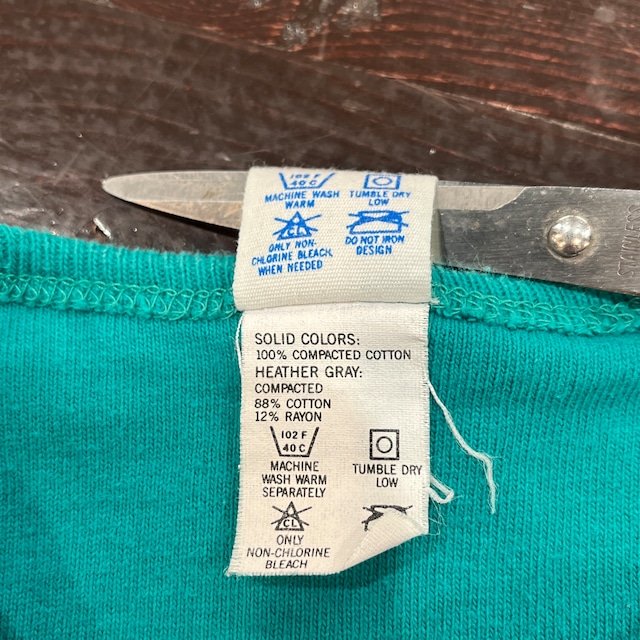 102 F
40 C
MACHINE WASH
WARM
TUMBLE DRY
LOW
CL
ONLY NON-
CHLORINE BLEACH,
WHEN NEEDED
DO NOT IRON
DESIGN
SOLID COLORS:
100% COMPACTED COTTON
HEATHER GRAY:
COMPACTED
88% COTTON
12% RAYON
102 F
40 C
MACHINE
WASH WARM
SEPARATELY
TUMBLE DRY
LOW
CL
ONLY
NON-CHLORINE
BLEACH
STAINLESS